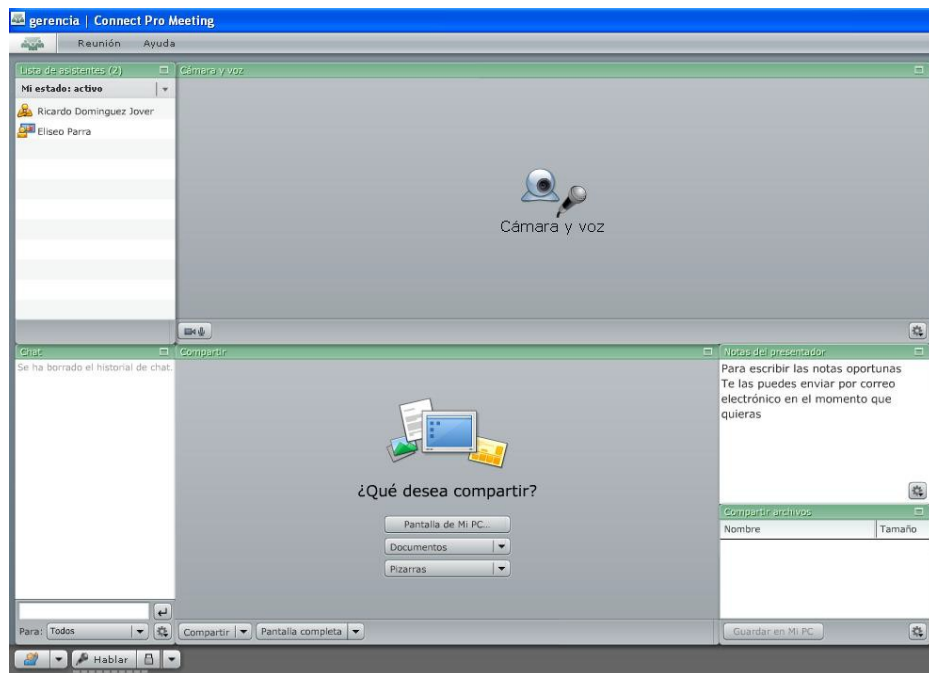 gerencia | Connect Pro Meeting
Reunión Ayuda
Lista de asistentes (2)
Mi estado: activo
Ricardo Dominguez Jover
Eliseo Parra
Cámara y voz
Cámara y voz
Chat
Se ha borrado el historial de chat.
Para: Todos
Compartir
¿Qué desea compartir?
Pantalla de Mi PC...
Documentos
Pizarras
Compartir
Pantalla completa
Notas del presentador
Para escribir las notas oportunas
Te las puedes enviar por correo
electrónico en el momento que
quieras
Compartir archivos
Nombre Tamaño
Guardar en Mi PC
Hablar